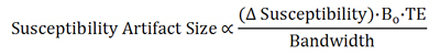 Susceptibility Artifact Size ∝ (Δ Susceptibility)·B₀·TE
Bandwidth